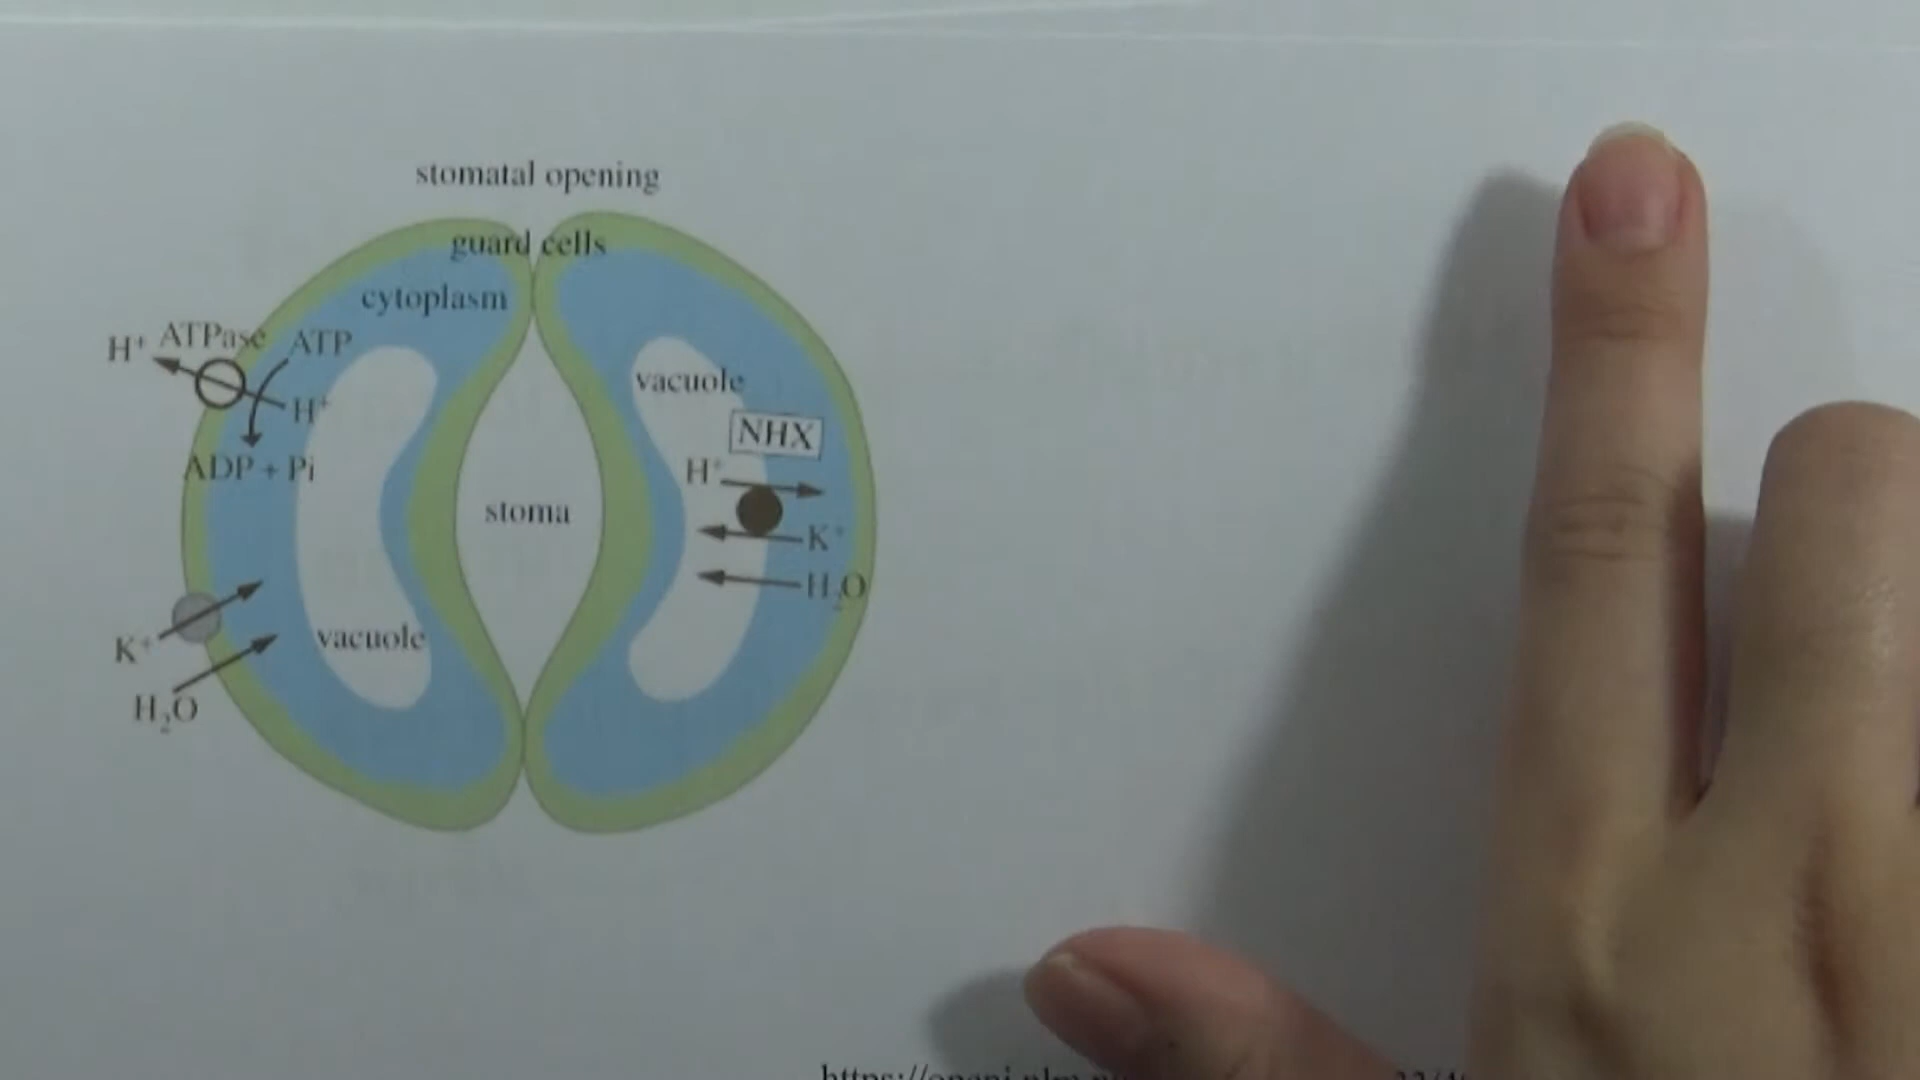 stomatal opening
guard cells
cytoplasm
H⁺ ATPase ATP
H⁺
ADP + Pi
vacuole
NHX
H⁺
stoma
K⁺
H₂O
vacuole
K⁺
H₂O